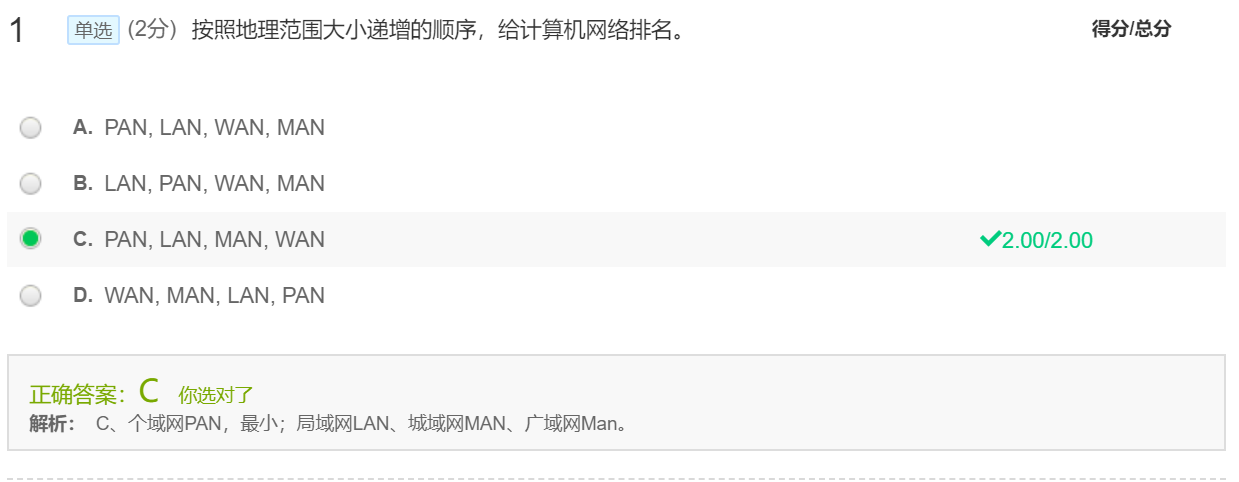 1 单选 (2分) 按照地理范围大小递增的顺序，给计算机网络排名。 得分/总分
A. PAN, LAN, WAN, MAN
B. LAN, PAN, WAN, MAN
C. PAN, LAN, MAN, WAN 2.00/2.00
D. WAN, MAN, LAN, PAN
正确答案：C 你选对了
解析： C、个域网PAN，最小；局域网LAN、城域网MAN、广域网Man。